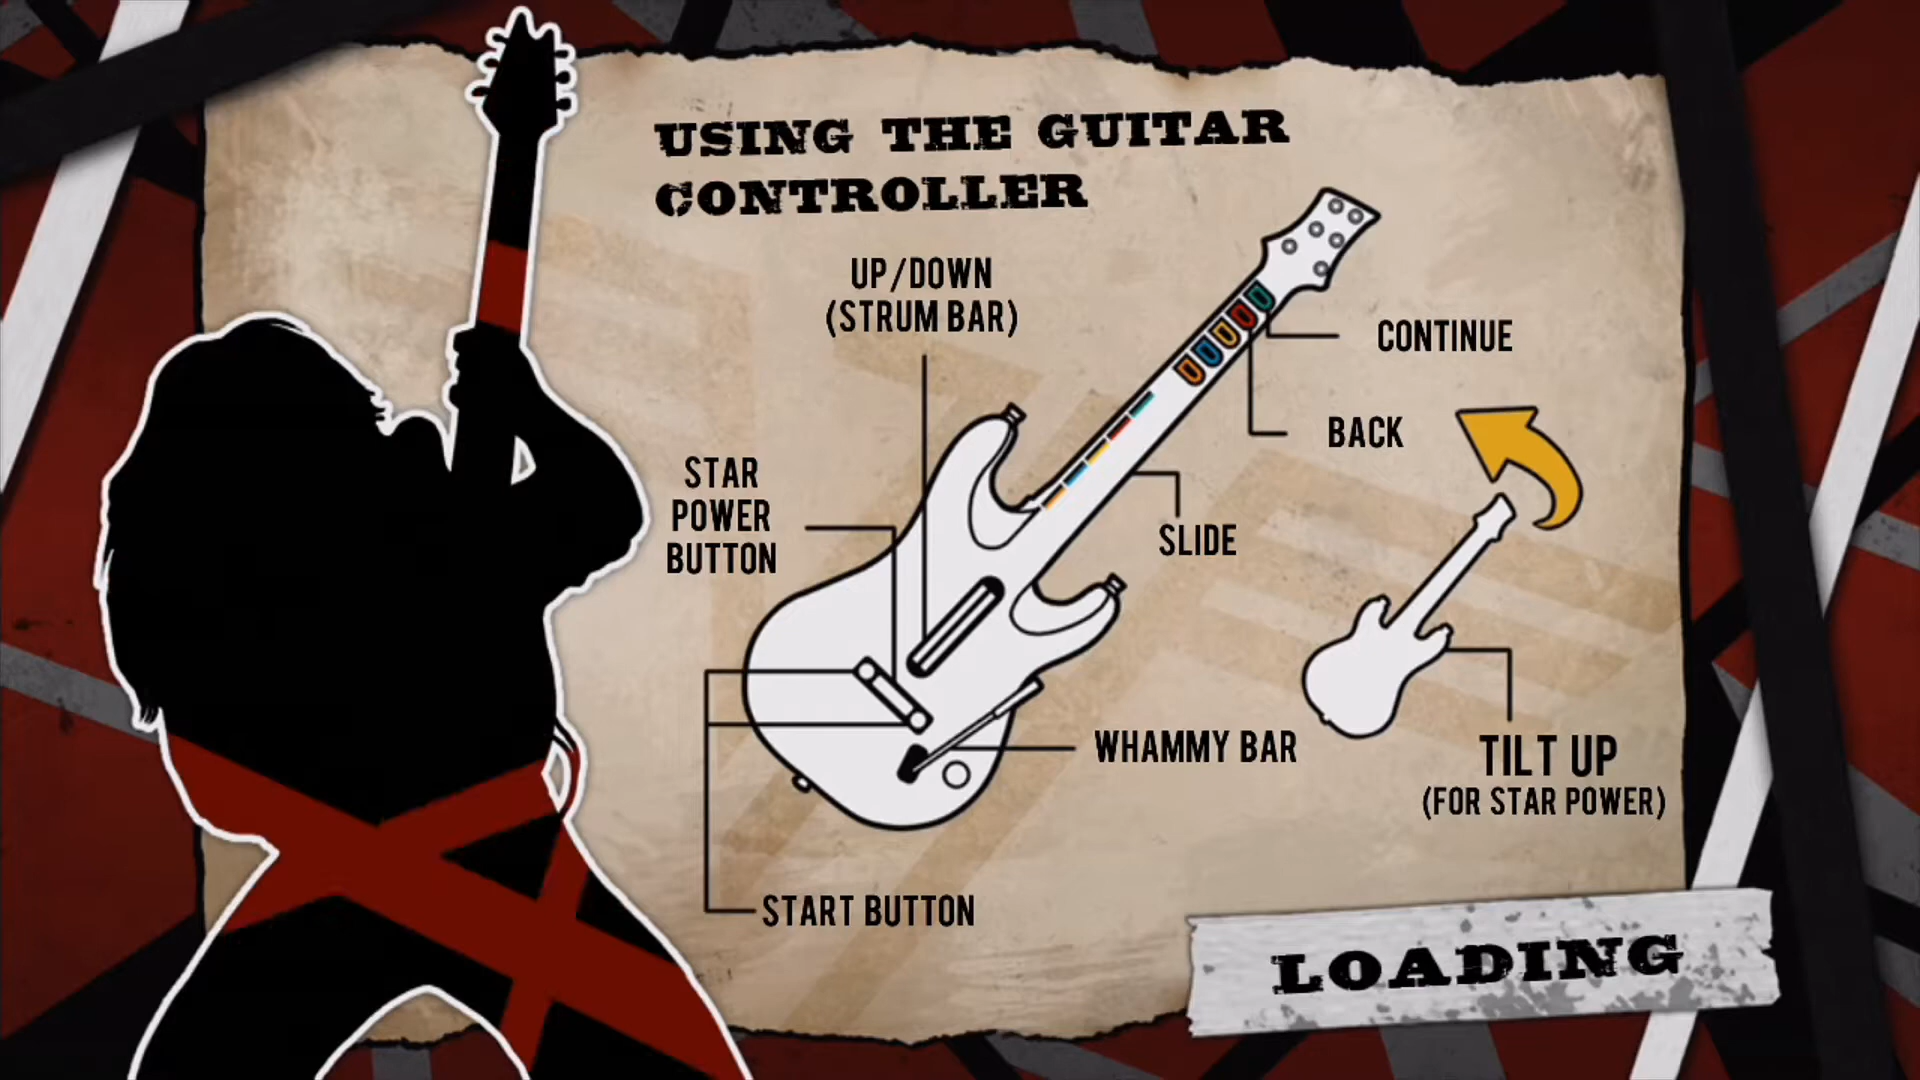 USING THE GUITAR
CONTROLLER
UP/DOWN
(STRUM BAR)
CONTINUE
BACK
STAR
POWER
BUTTON
SLIDE
WHAMMY BAR
TILT UP
(FOR STAR POWER)
START BUTTON
LOADING